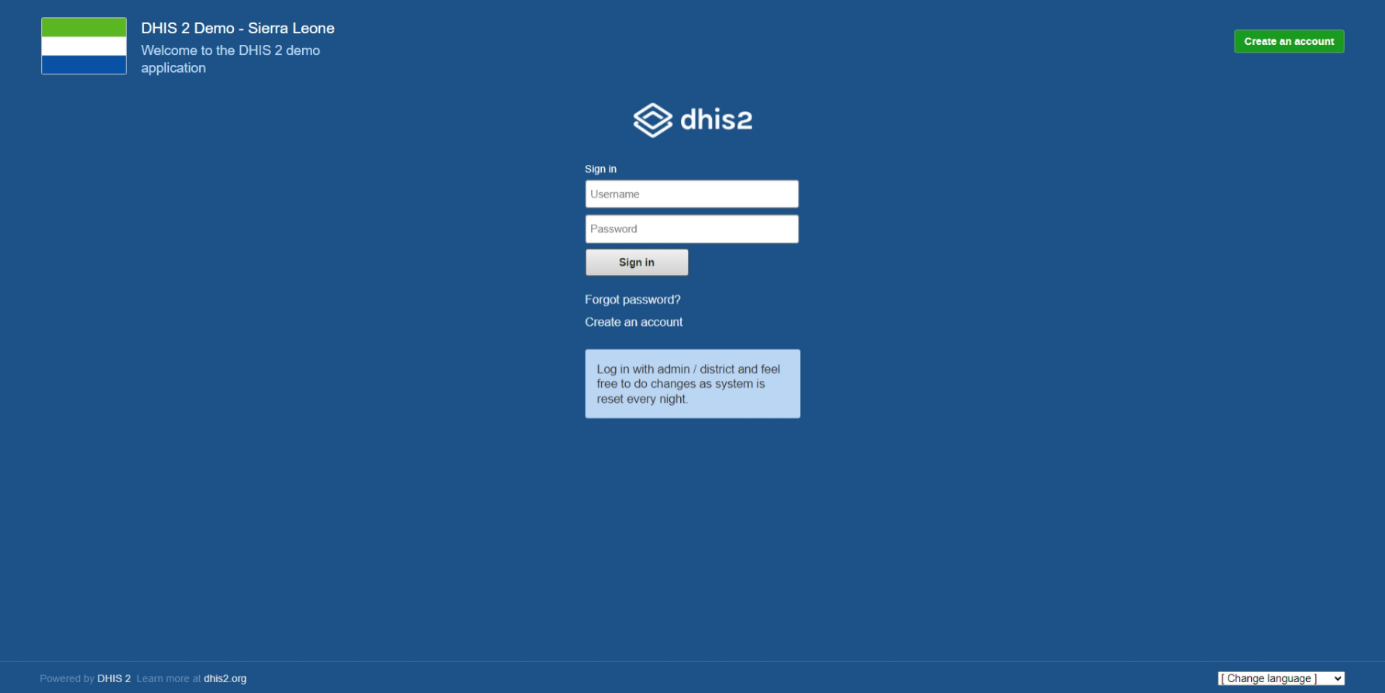 DHIS 2 Demo - Sierra Leone
Welcome to the DHIS 2 demo
application
Create an account
dhis2
Sign in
Username
Password
Sign in
Forgot password?
Create an account
Log in with admin / district and feel
free to do changes as system is
reset every night.
Powered by DHIS 2 Learn more at dhis2.org
[ Change language ]